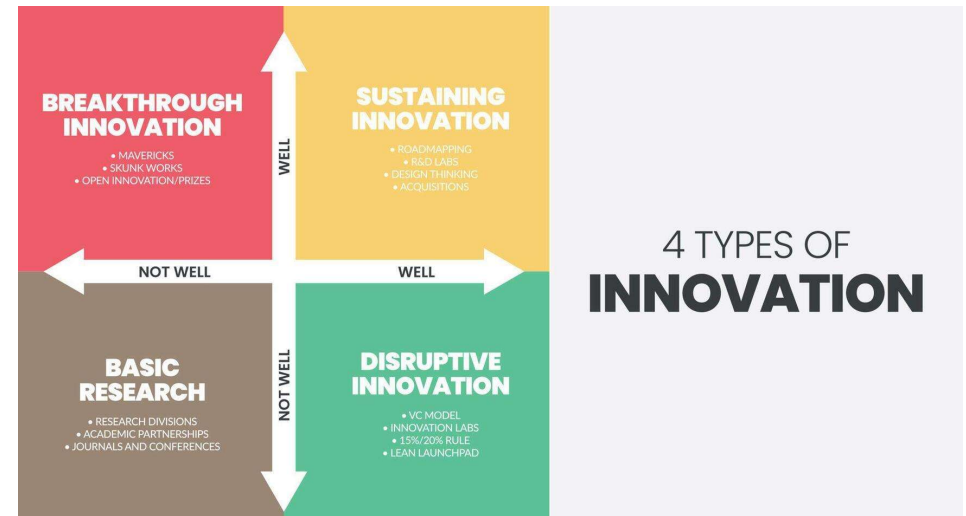 BREAKTHROUGH
INNOVATION
• MAVERICKS
• SKUNK WORKS
• OPEN INNOVATION/PRIZES
WELL
SUSTAINING
INNOVATION
• ROADMAPPING
• R&D LABS
• DESIGN THINKING
• ACQUISITIONS
NOT WELL
WELL
4 TYPES OF
INNOVATION
BASIC
RESEARCH
• RESEARCH DIVISIONS
• ACADEMIC PARTNERSHIPS
• JOURNALS AND CONFERENCES
NOT WELL
DISRUPTIVE
INNOVATION
• VC MODEL
• INNOVATION LABS
• 15%/20% RULE
• LEAN LAUNCHPAD